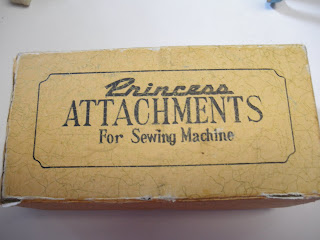 Princess
ATTACHMENTS
For Sewing Machine